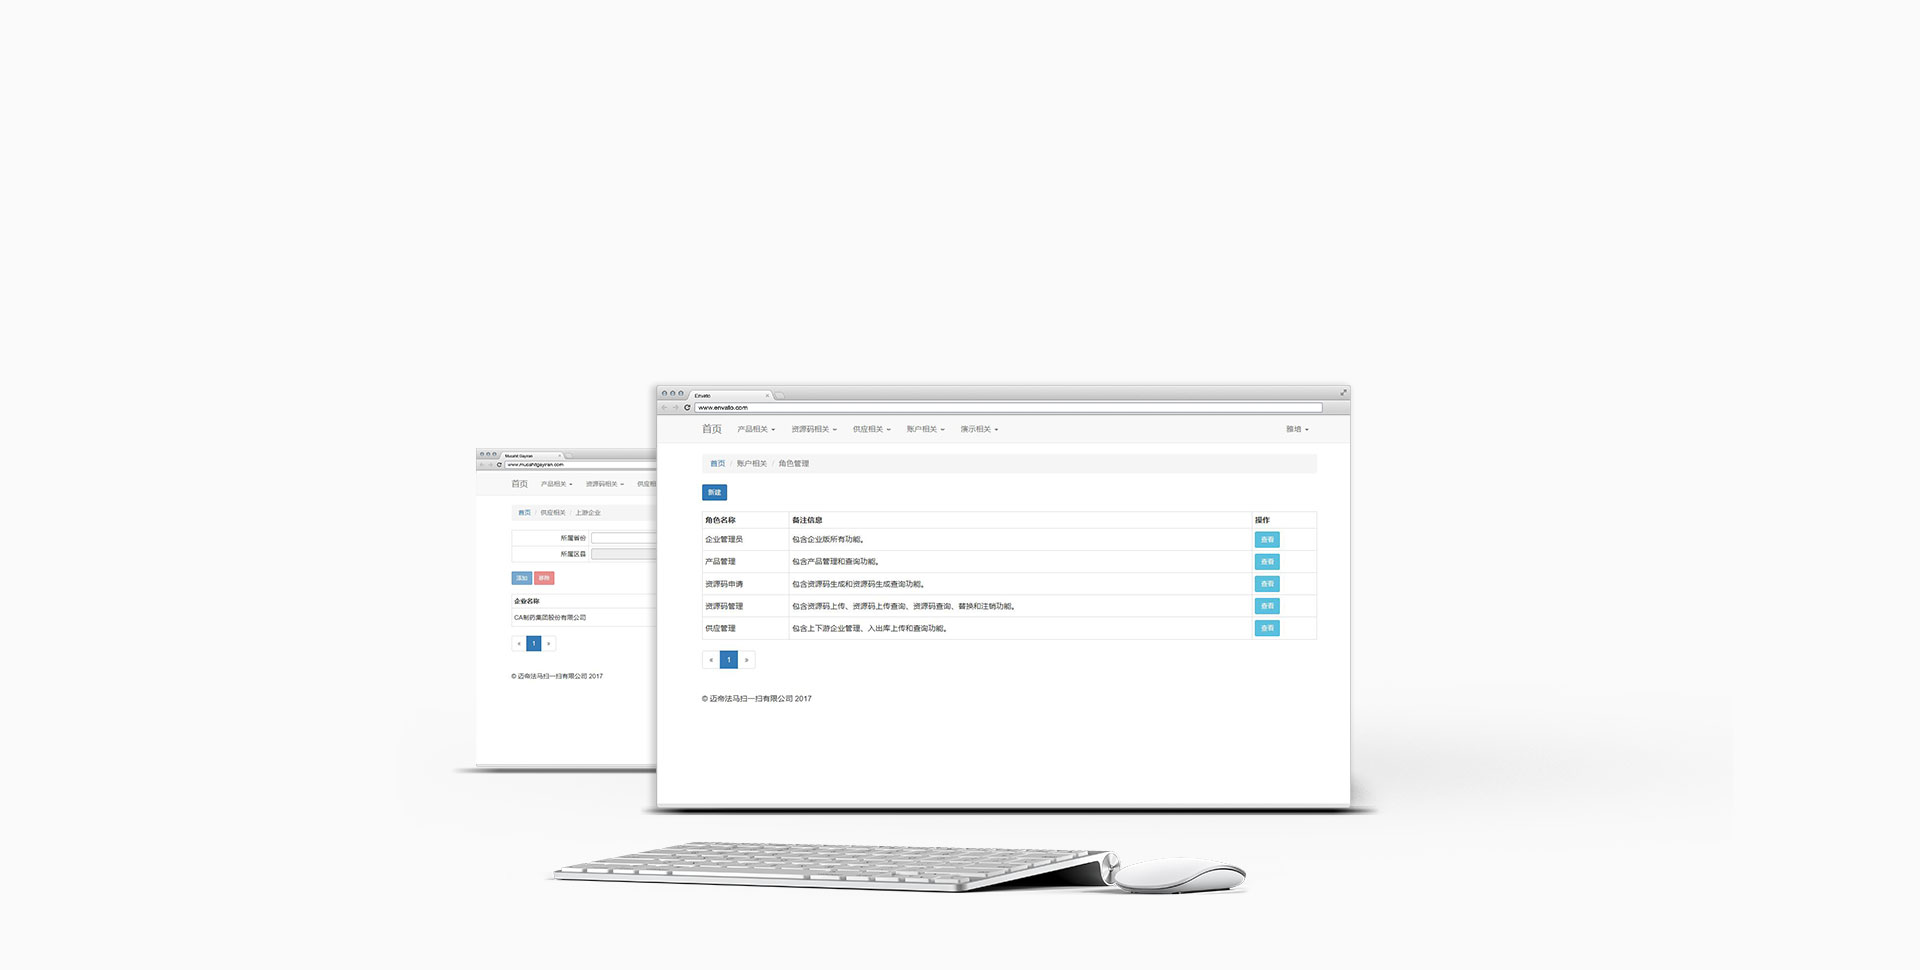 Envato
www.envato.com
首页 产品相关 资源码相关 供应相关 账户相关 演示相关 雅培
首页 / 账户相关 / 角色管理
新建
角色名称 备注信息 操作
企业管理员 包含企业版所有功能。 查看
产品管理 包含产品管理和查询功能。 查看
资源码申请 包含资源码生成和资源码生成查询功能。 查看
资源码管理 包含资源码上传、资源码上传查询、资源码查询、替换和注销功能。 查看
供应管理 包含上下游企业管理、入出库上传和查询功能。 查看
« 1 »
© 迈帝法马扫一扫有限公司 2017
Musahitgayiran
www.musahitgayiran.com
首页 产品相关 资源码相关 供应相
首页 / 供应相关 / 上游企业
所属省份
所属区县
添加 移除
企业名称
CA制药集团股份有限公司
« 1 »
© 迈帝法马扫一扫有限公司 2017